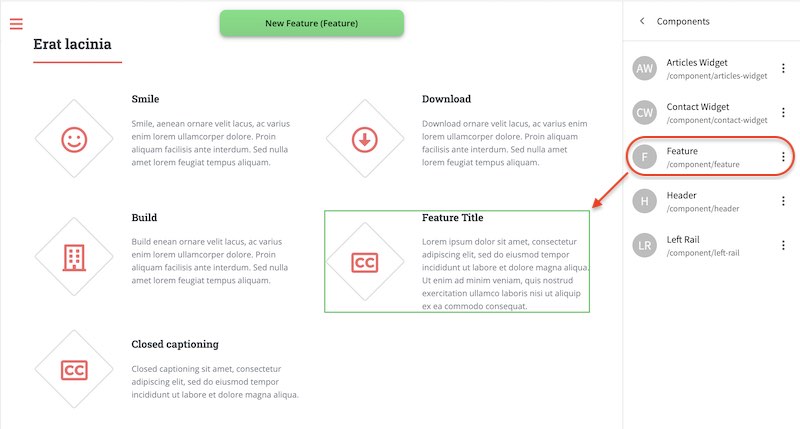 New Feature (Feature)
Erat lacinia
Smile
Smile, aenean ornare velit lacus, ac varius
enim lorem ullamcorper dolore. Proin
aliquam facilisis ante interdum. Sed nulla
amet lorem feugiat tempus aliquam.
Download
Download ornare velit lacus, ac varius enim
lorem ullamcorper dolore. Proin aliquam
facilisis ante interdum. Sed nulla amet
lorem feugiat tempus aliquam.
Build
Build enean ornare velit lacus, ac varius
enim lorem ullamcorper dolore. Proin
aliquam facilisis ante interdum. Sed nulla
amet lorem feugiat tempus aliquam.
CC
Feature Title
Lorem ipsum dolor sit amet, consectetur
adipiscing elit, sed do eiusmod tempor
incididunt ut labore et dolore magna aliqua.
Ut enim ad minim veniam, quis nostrud
exercitation ullamco laboris nisi ut aliquip
ex ea commodo consequat.
CC
Closed captioning
Closed captioning sit amet, consectetur
adipiscing elit, sed do eiusmod tempor
incididunt ut labore et dolore magna aliqua.
Components
AW
Articles Widget
/component/articles-widget
CW
Contact Widget
/component/contact-widget
F
Feature
/component/feature
H
Header
/component/header
LR
Left Rail
/component/left-rail